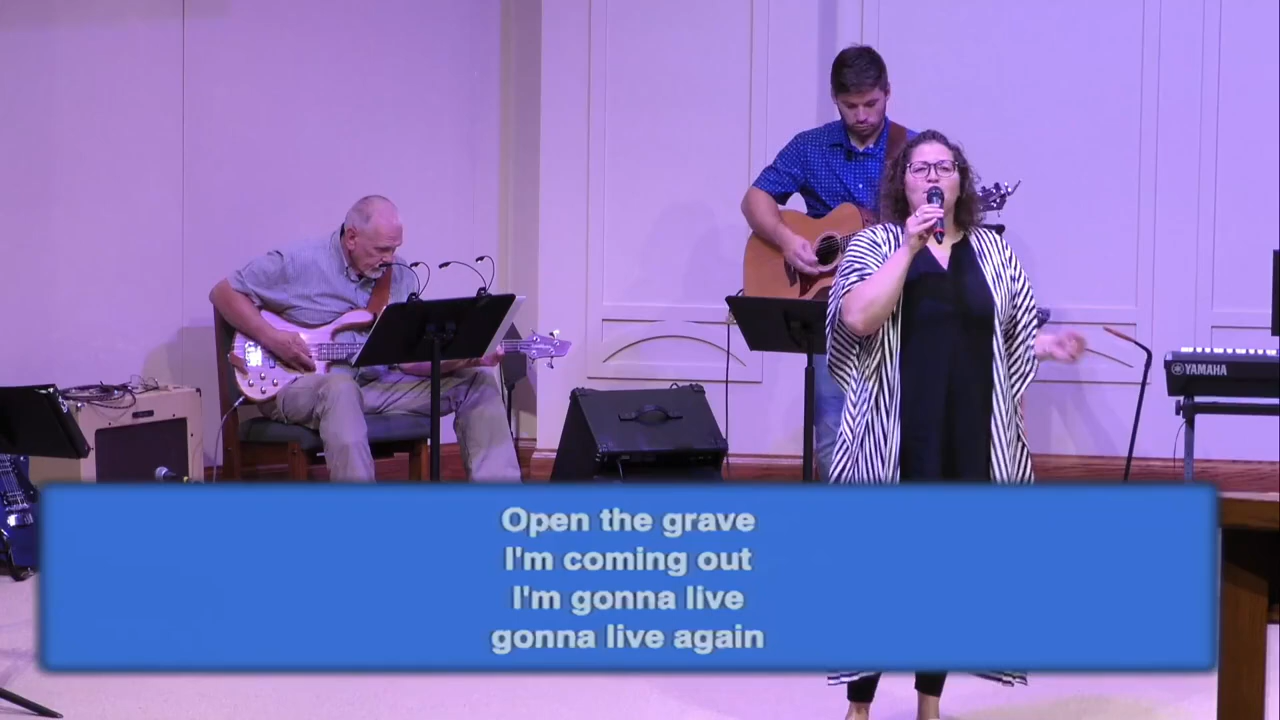 YAMAHA
Open the grave
I'm coming out
I'm gonna live
gonna live again